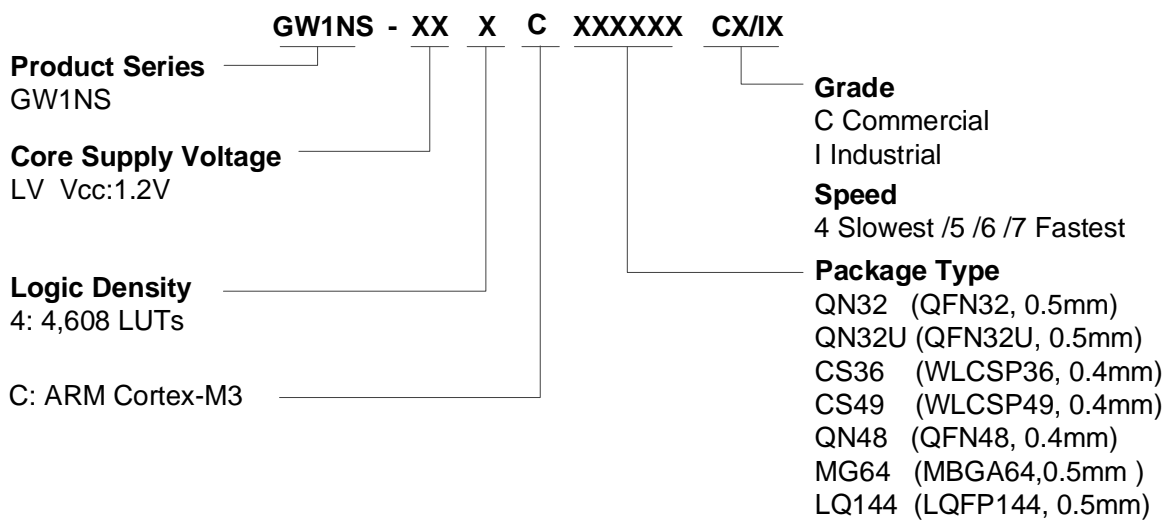 GW1NS - XX X C XXXXXX CX/IX
Product Series
GW1NS
Core Supply Voltage
LV Vcc:1.2V
Logic Density
4: 4,608 LUTs
C: ARM Cortex-M3
Grade
C Commercial
I Industrial
Speed
4 Slowest /5 /6 /7 Fastest
Package Type
QN32 (QFN32, 0.5mm)
QN32U (QFN32U, 0.5mm)
CS36 (WLCSP36, 0.4mm)
CS49 (WLCSP49, 0.4mm)
QN48 (QFN48, 0.4mm)
MG64 (MBGA64,0.5mm )
LQ144 (LQFP144, 0.5mm)